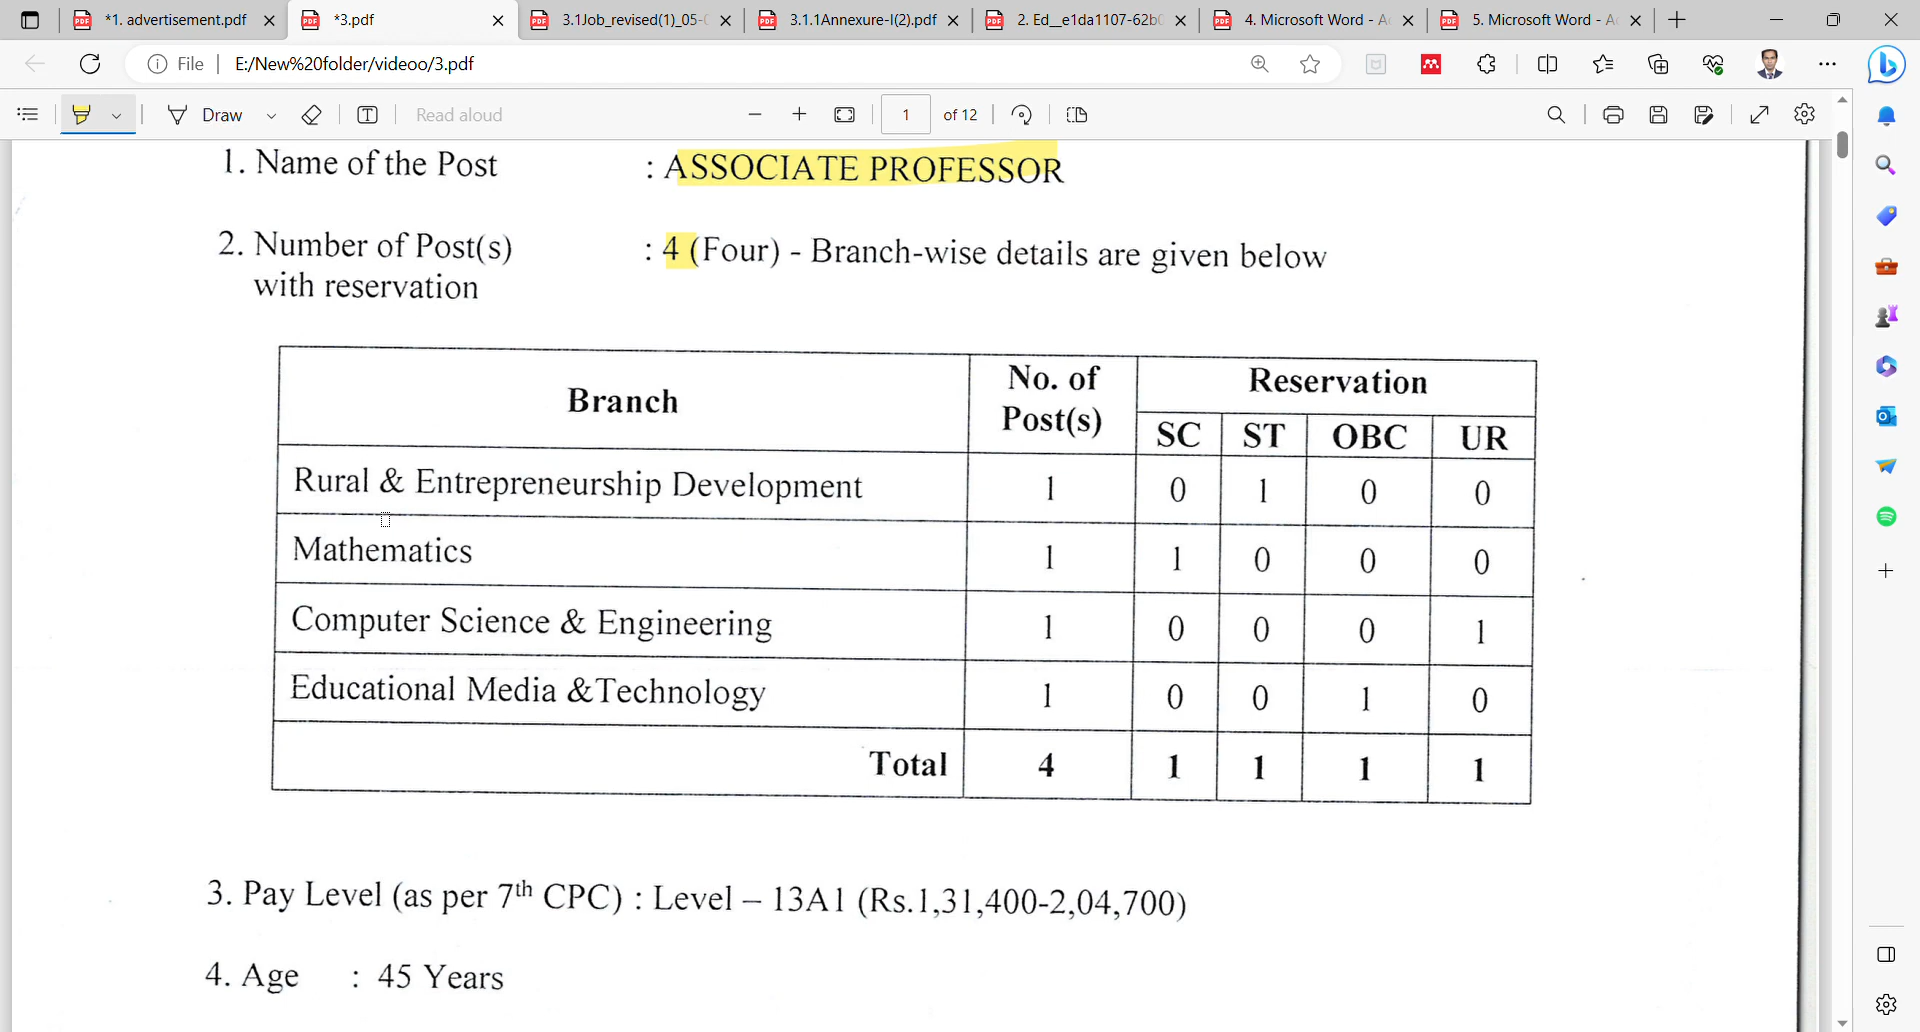 *1. advertisement.pdf
*3.pdf
3.1Job_revised(1)_05-
3.1.1Annexure-I(2).pdf
2. Ed__e1da1107-62b
4. Microsoft Word - A
5. Microsoft Word - A
File
E:/New%20folder/videoo/3.pdf
Draw
Read aloud
1
of 12
1. Name of the Post : ASSOCIATE PROFESSOR
2. Number of Post(s) : 4 (Four) - Branch-wise details are given below
with reservation
Branch No. of Post(s) Reservation
SC ST OBC UR
Rural & Entrepreneurship Development 1 0 1 0 0
Mathematics 1 1 0 0 0
Computer Science & Engineering 1 0 0 0 1
Educational Media &Technology 1 0 0 1 0
Total 4 1 1 1 1
3. Pay Level (as per 7th CPC) : Level – 13A1 (Rs.1,31,400-2,04,700)
4. Age : 45 Years